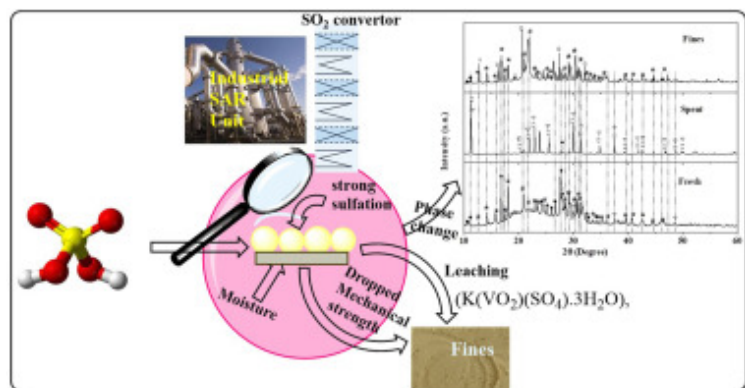 SO2 convertor
Industrial
SAR
Unit
strong
sulfation
Moisture
Dropped
Mechanical
strength
Phase
change
Leaching
(K(VO2)(SO4).3H2O),
Fines
Intensity (a.u.)
Fines
Spent
Fresh
10 20 30 40 50 60
2θ (Degree)